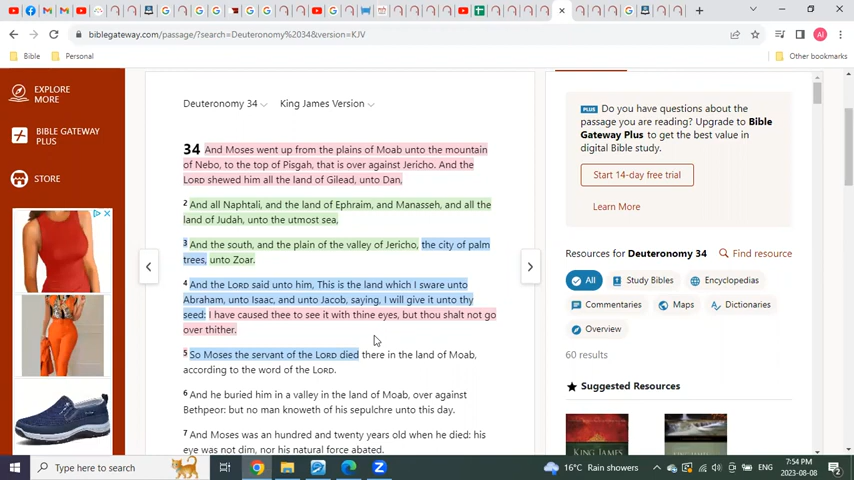 biblegateway.com/passage/?search=Deuteronomy%2034&version=KJV
AI
Bible
Personal
Other bookmarks
EXPLORE
MORE
BIBLE GATEWAY
PLUS
STORE
Deuteronomy 34
King James Version
34 And Moses went up from the plains of Moab unto the mountain
of Nebo, to the top of Pisgah, that is over against Jericho. And the
LORD shewed him all the land of Gilead, unto Dan,
2 And all Naphtali, and the land of Ephraim, and Manasseh, and all the
land of Judah, unto the utmost sea,
3 And the south, and the plain of the valley of Jericho, the city of palm
trees, unto Zoar.
4 And the LORD said unto him, This is the land which I sware unto
Abraham, unto Isaac, and unto Jacob, saying, I will give it unto thy
seed: I have caused thee to see it with thine eyes, but thou shalt not go
over thither.
5 So Moses the servant of the LORD died there in the land of Moab,
according to the word of the LORD.
6 And he buried him in a valley in the land of Moab, over against
Bethpeor: but no man knoweth of his sepulchre unto this day.
7 And Moses was an hundred and twenty years old when he died: his
eye was not dim, nor his natural force abated.
PLUS Do you have questions about the
passage you are reading? Upgrade to Bible
Gateway Plus to get the best value in
digital Bible study.
Start 14-day free trial
Learn More
Resources for Deuteronomy 34
Find resource
All
Study Bibles
Encyclopedias
Commentaries
Maps
Dictionaries
Overview
60 results
Suggested Resources
KING JAMES
Type here to search
16°C Rain showers
ENG
7:54 PM
2023-08-08
2